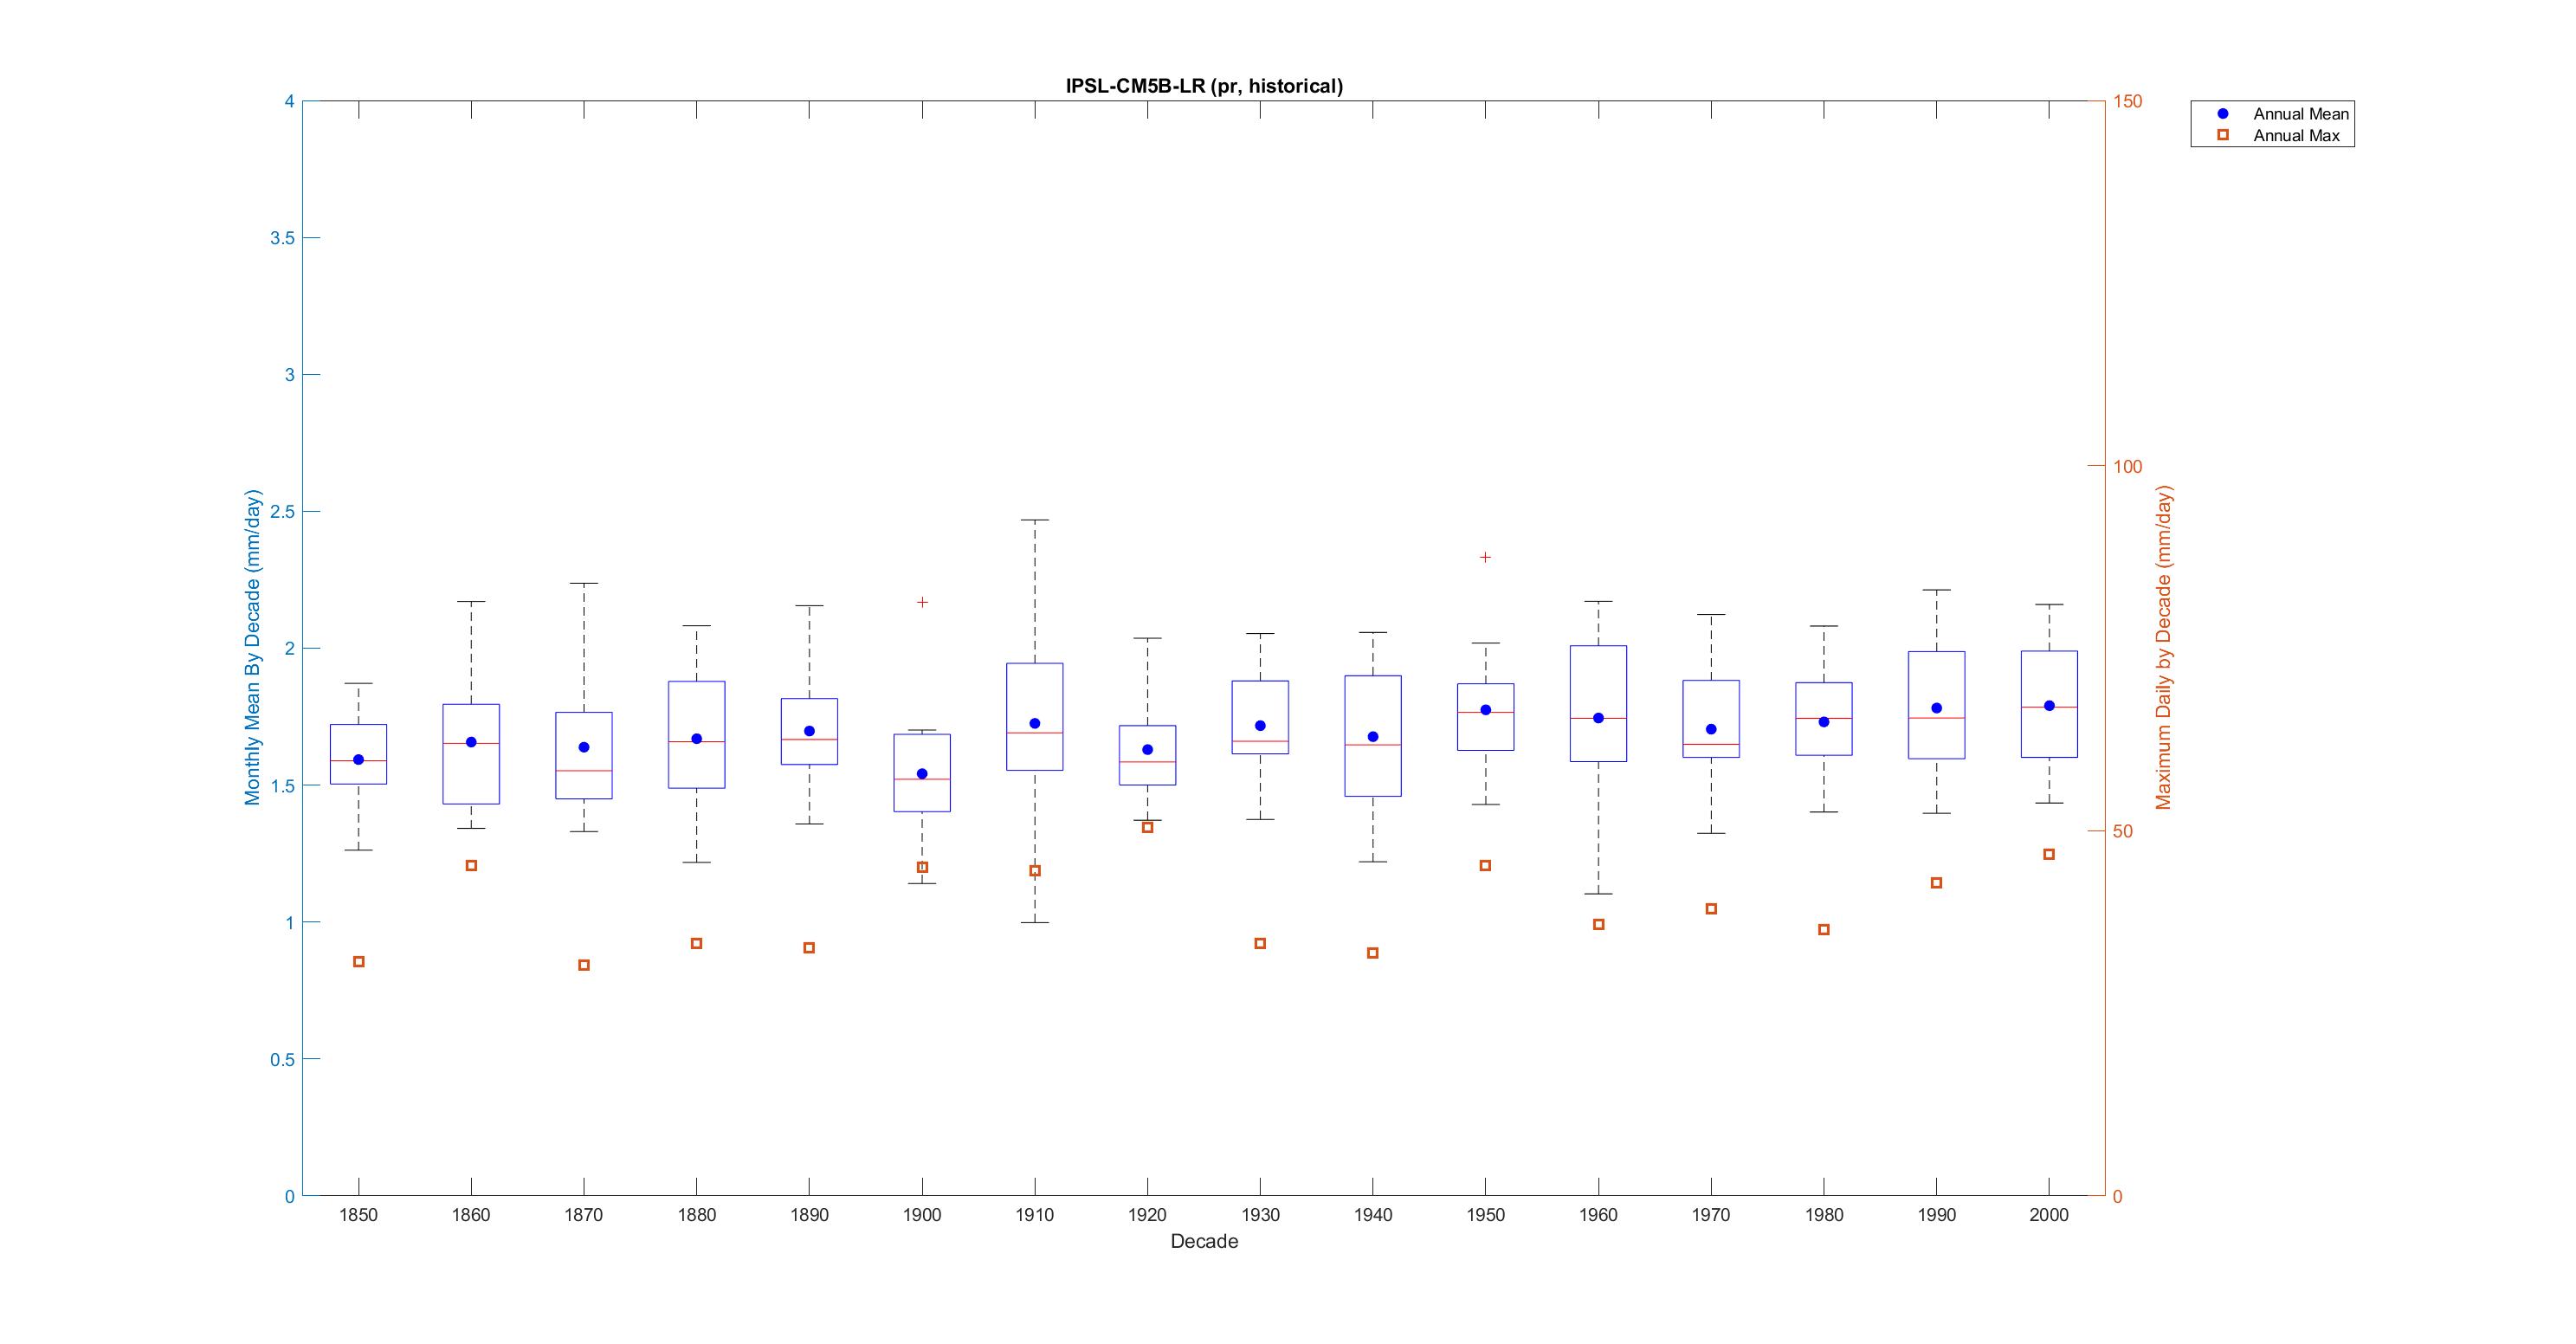 IPSL-CM5B-LR (pr, historical)
Annual Mean
Annual Max
Monthly Mean By Decade (mm/day)
4
3.5
3
2.5
2
1.5
1
0.5
0
150
100
50
0
Maximum Daily by Decade (mm/day)
1850 1860 1870 1880 1890 1900 1910 1920 1930 1940 1950 1960 1970 1980 1990 2000
Decade